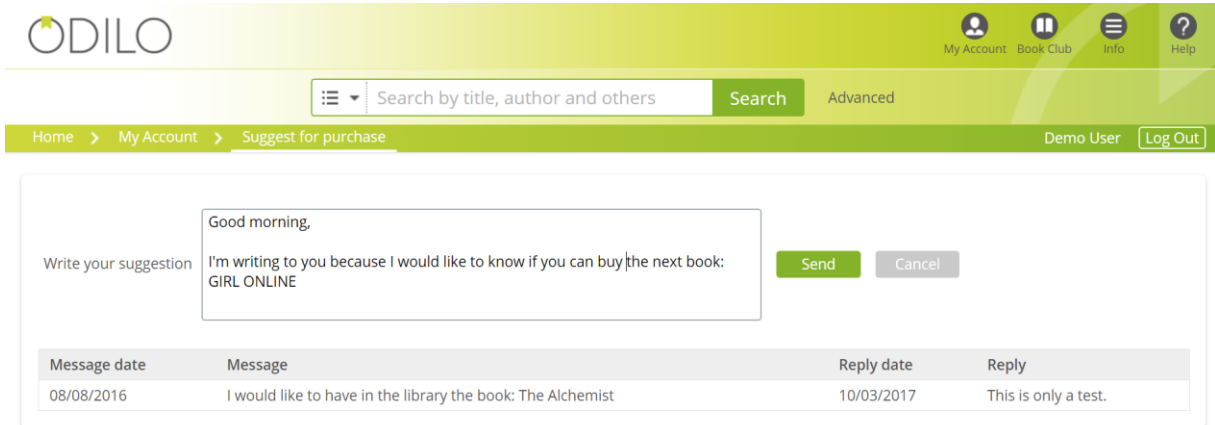 ODILO
My Account Book Club Info Help
Search by title, author and others Search Advanced
Home > My Account > Suggest for purchase Demo User Log Out
Good morning,
Write your suggestion I'm writing to you because I would like to know if you can buy the next book:
GIRL ONLINE
Send Cancel
Message date Message Reply date Reply
08/08/2016 I would like to have in the library the book: The Alchemist 10/03/2017 This is only a test.